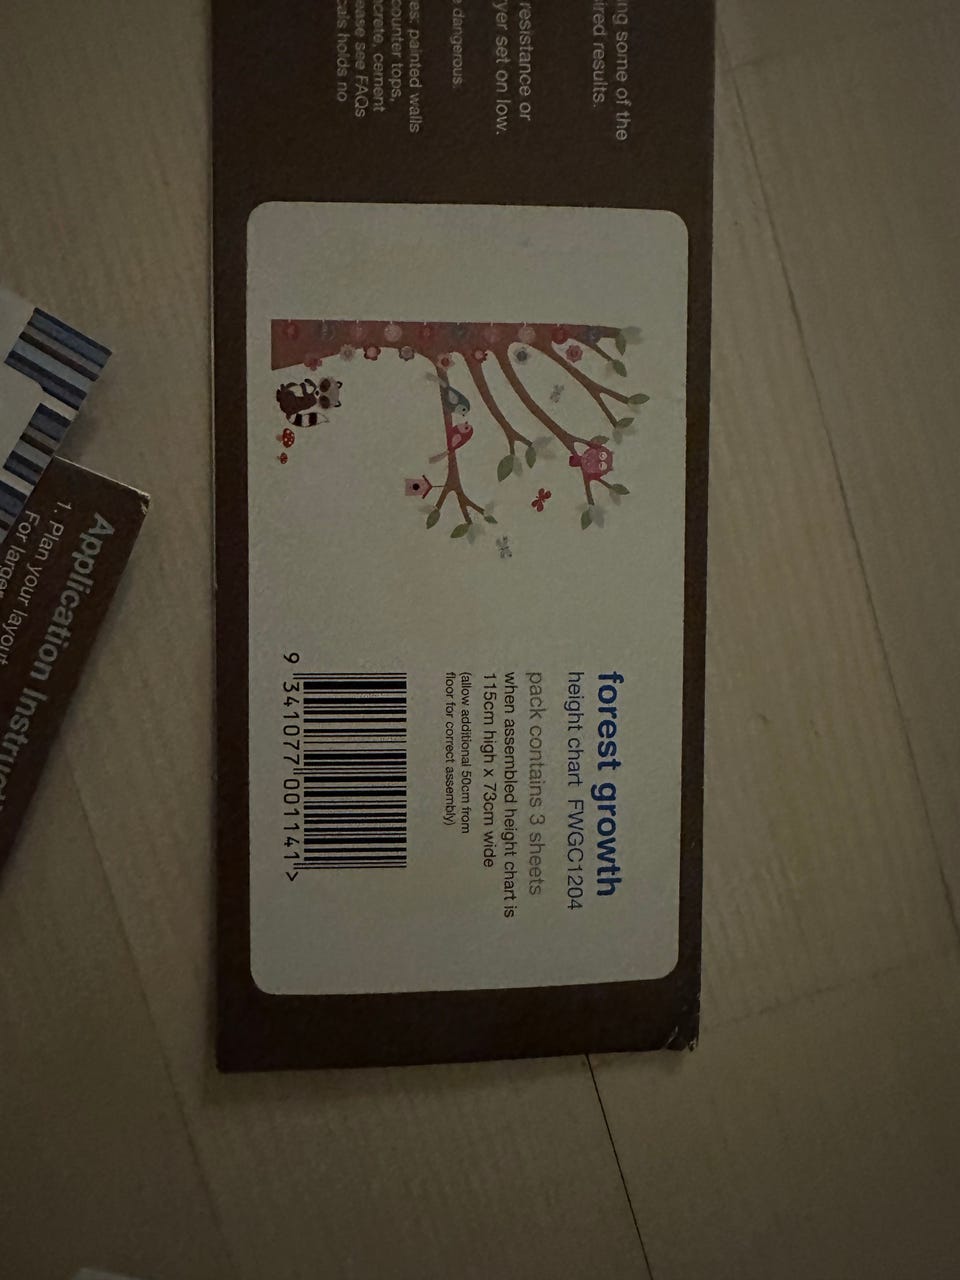 ng some of the
ired results.
resistance or
yer set on low.
dangerous.
es: painted walls
counter tops,
crete, cement
ease see FAQs
cals holds no
forest growth
height chart FWGC1204
pack contains 3 sheets
when assembled height chart is
115cm high x 73cm wide
(allow additional 50cm from
floor for correct assembly)
9 341077 001141 >
Application Instruct
1. Plan your layout
For large